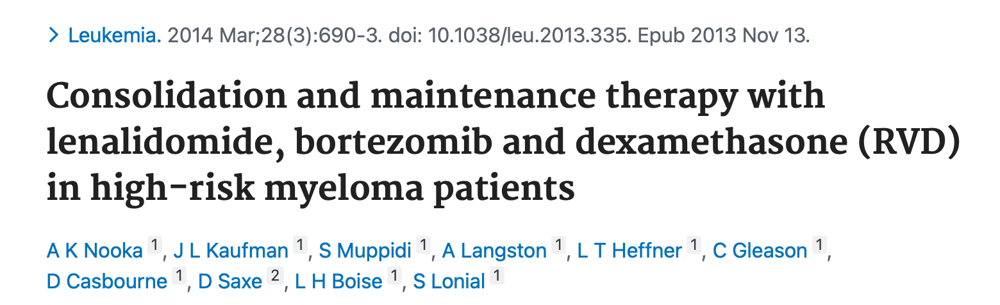 > Leukemia. 2014 Mar;28(3):690-3. doi: 10.1038/leu.2013.335. Epub 2013 Nov 13.
Consolidation and maintenance therapy with
lenalidomide, bortezomib and dexamethasone (RVD)
in high-risk myeloma patients
A K Nooka 1, J L Kaufman 1, S Muppidi 1, A Langston 1, L T Heffner 1, C Gleason 1,
D Casbourne 1, D Saxe 2, L H Boise 1, S Lonial 1